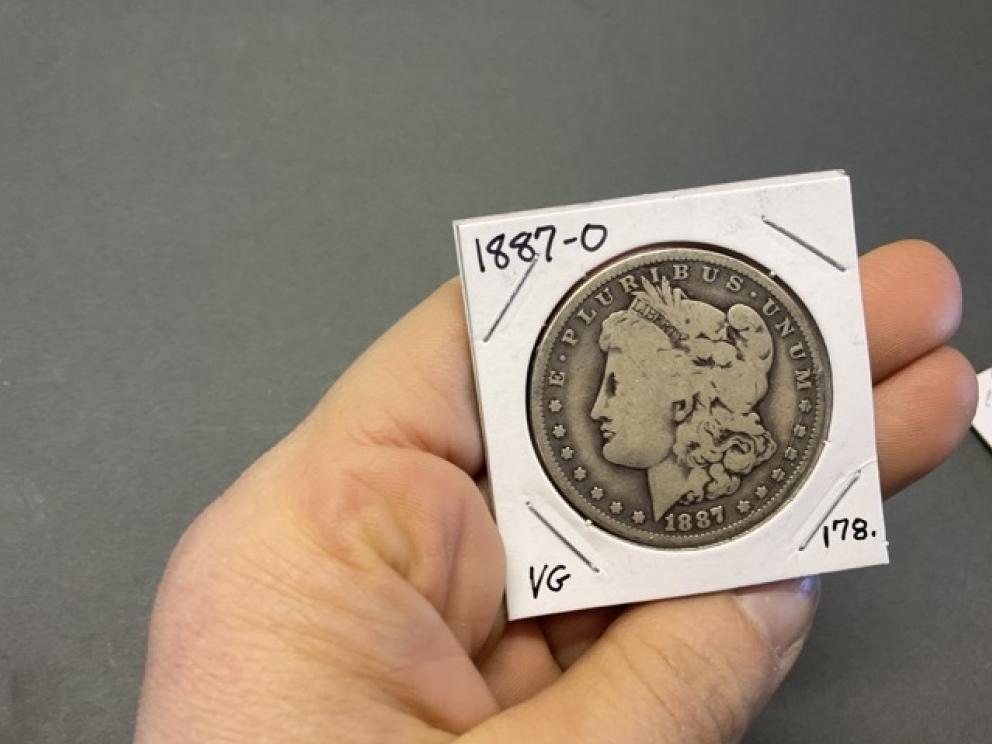 1887-O
E·PLURIBUS·UNUM
LIBERTY
1887
178.
VG